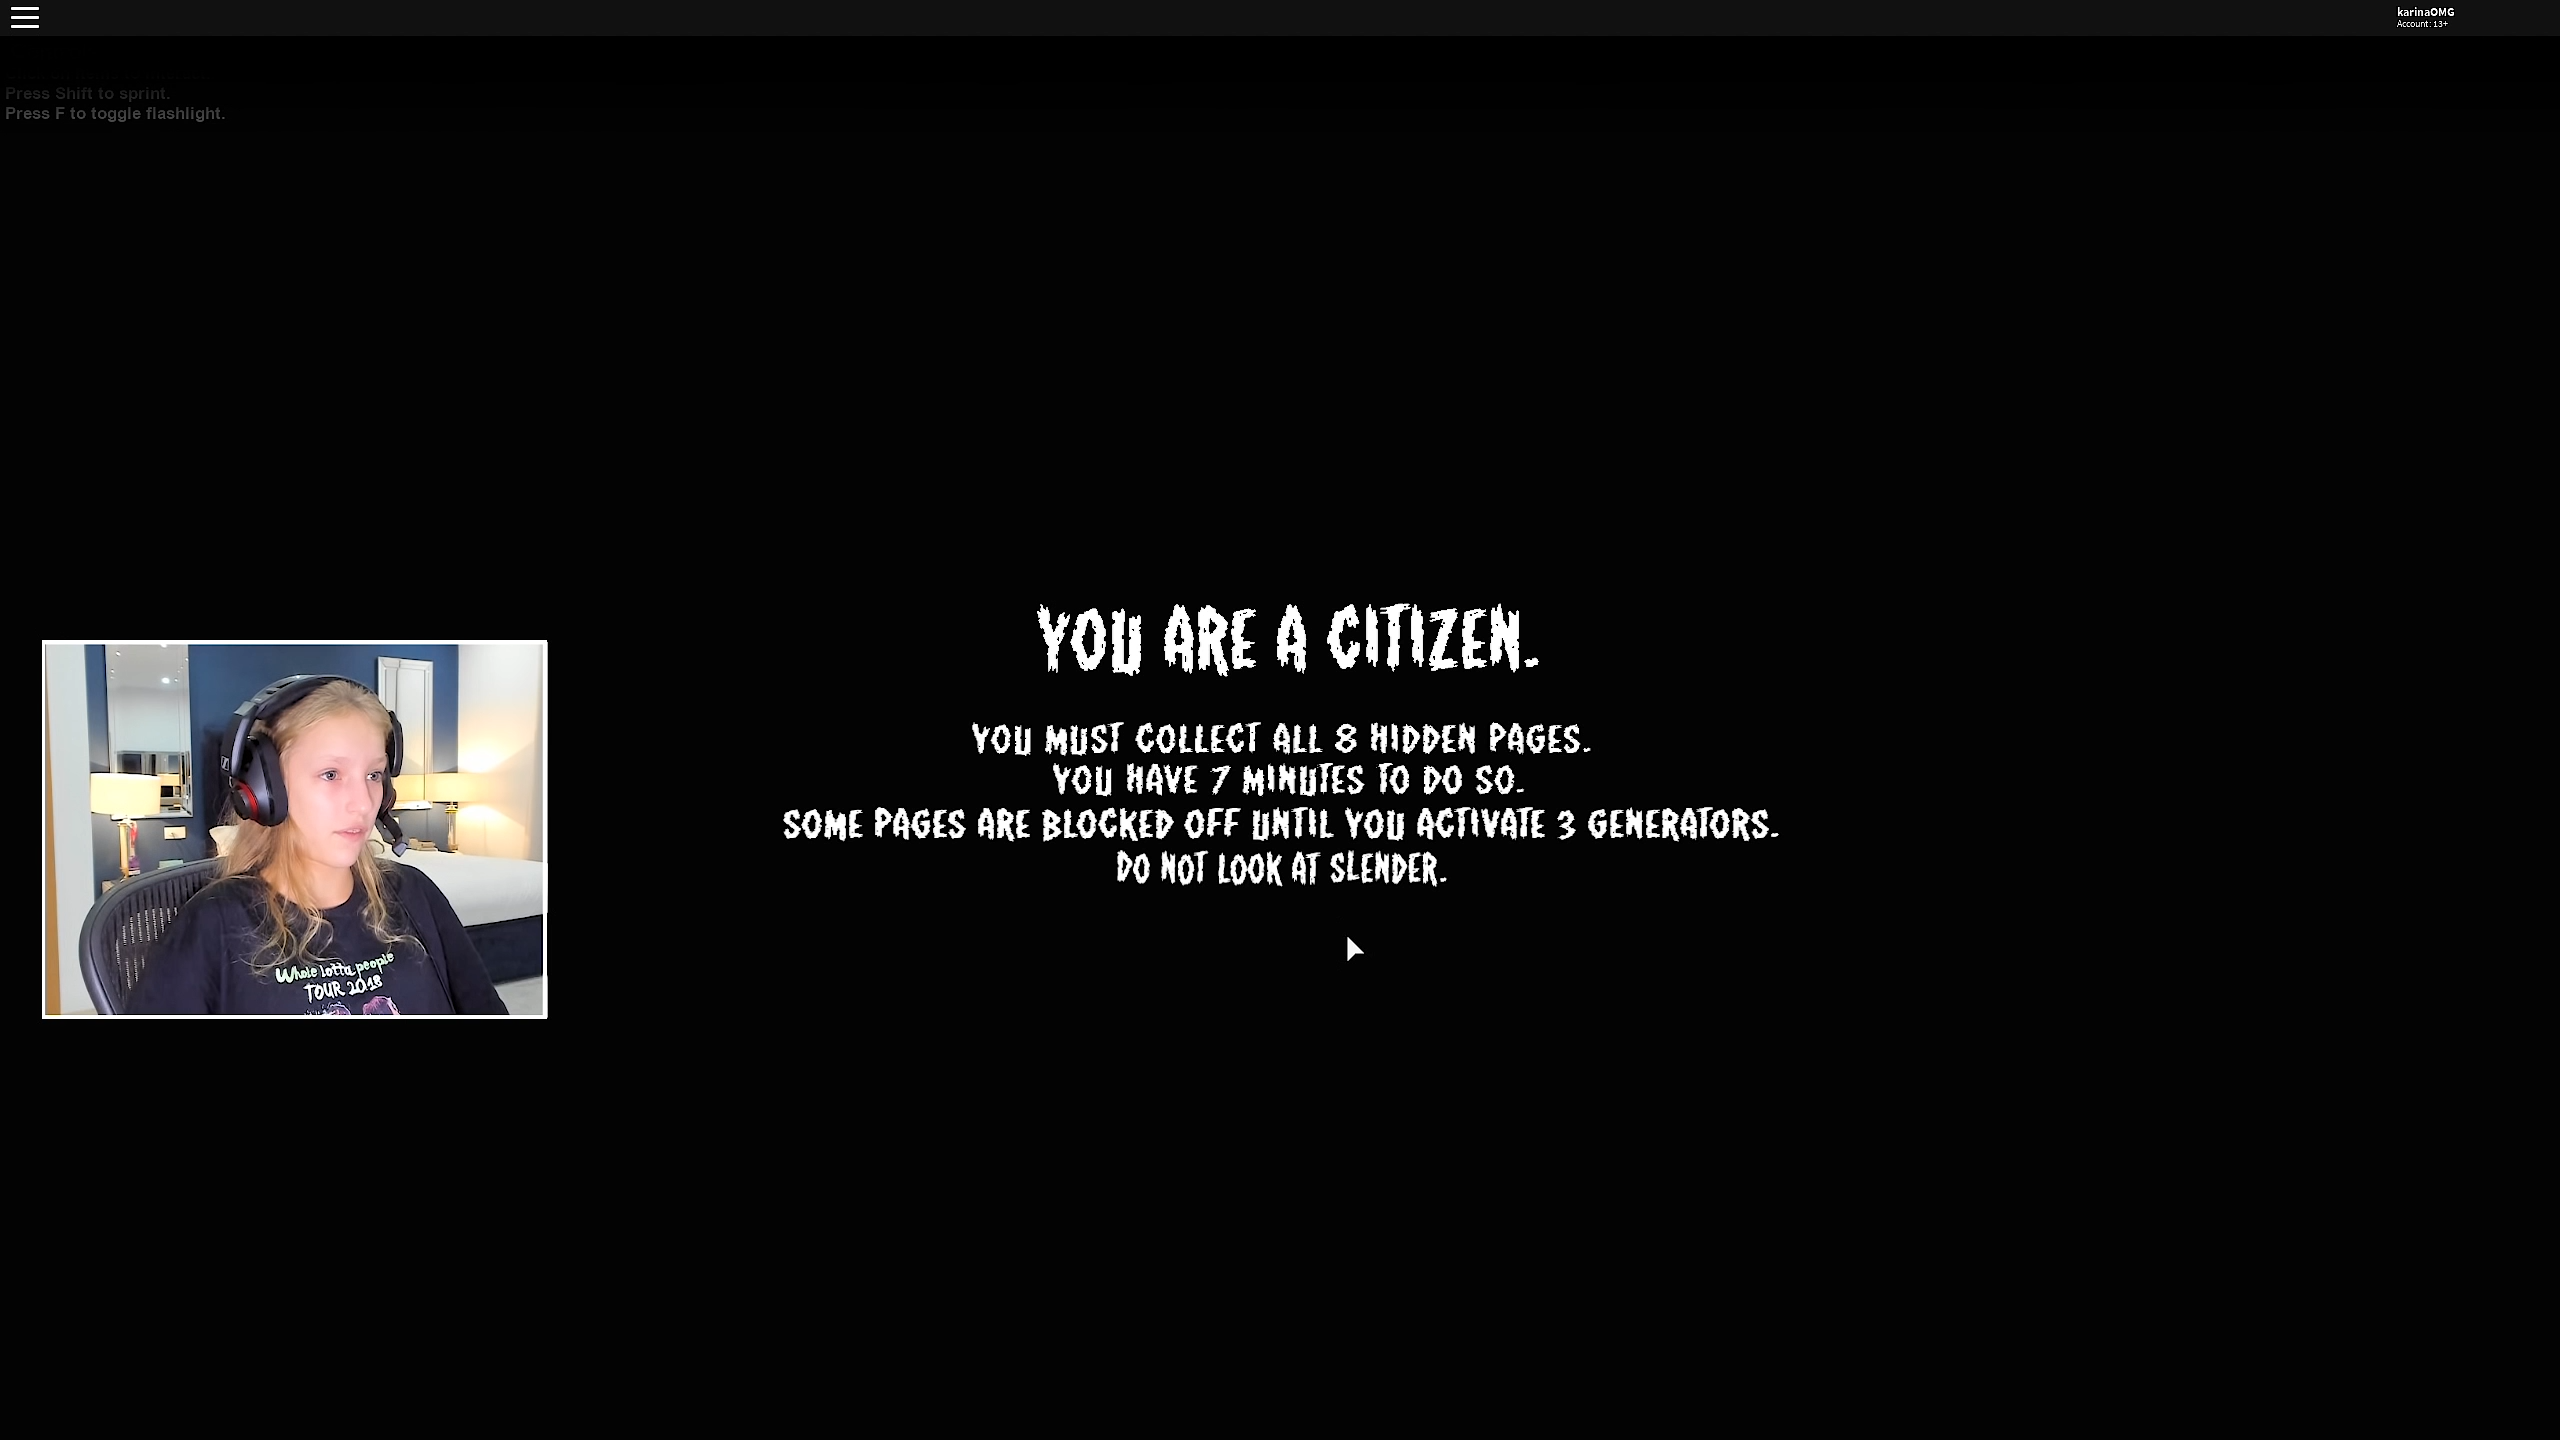 karinaOMG
Account: 13+
Press Shift to sprint.
Press F to toggle flashlight.
YOU ARE A CITIZEN.
YOU MUST COLLECT ALL 8 HIDDEN PAGES.
YOU HAVE 7 MINUTES TO DO SO.
SOME PAGES ARE BLOCKED OFF UNTIL YOU ACTIVATE 3 GENERATORS.
DO NOT LOOK AT SLENDER.
Whole lotta people
TOUR 2018